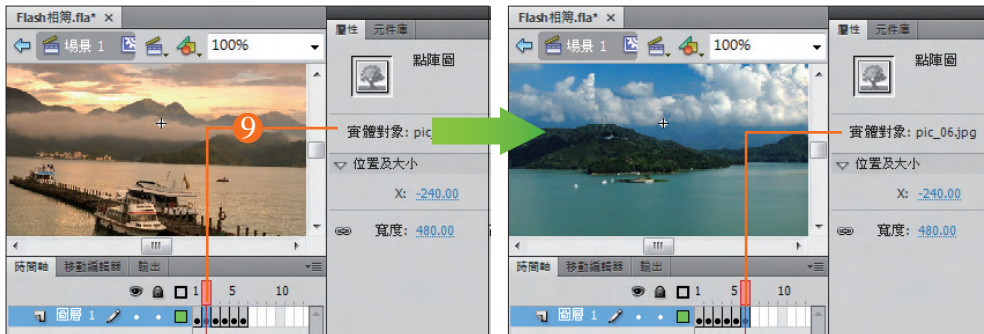 Flash相簿.fla* ×
場景 1
100%
屬性 元件庫
點陣圖
9
實體對象: pic_
位置及大小
X: -240.00
寬度: 480.00
時間軸 移動編輯器 輸出
1 5 10
圖層 1
Flash相簿.fla* ×
場景 1
100%
屬性 元件庫
點陣圖
實體對象: pic_06.jpg
位置及大小
X: -240.00
寬度: 480.00
時間軸 移動編輯器 輸出
1 5 10
圖層 1